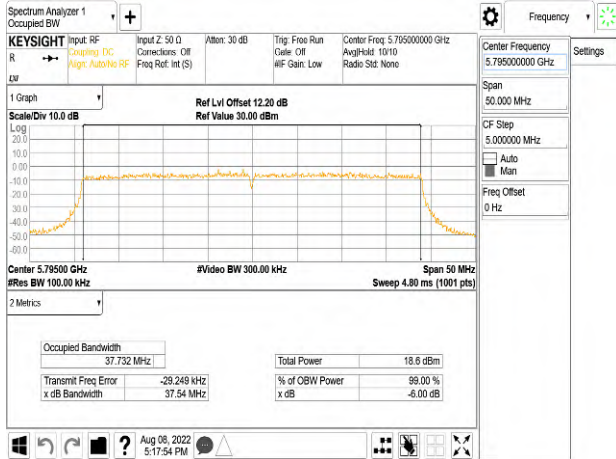 Spectrum Analyzer 1
Occupied BW
Frequency
KEYSIGHT
R
Input: RF
Coupling: DC
Align: Auto/No RF
Input Z: 50 Ω
Corrections: Off
Freq Ref: Int (S)
Atten: 30 dB
Trig: Free Run
Gate: Off
#IF Gain: Low
Center Freq: 5.795000000 GHz
Avg|Hold: 10/10
Radio Std: None
Center Frequency
5.795000000 GHz
Settings
Span
50.000 MHz
CF Step
5.000000 MHz
Auto
Man
Freq Offset
0 Hz
1 Graph
Scale/Div 10.0 dB
Ref Lvl Offset 12.20 dB
Ref Value 30.00 dBm
Log
20.0
10.0
0.00
-10.0
-20.0
-30.0
-40.0
-50.0
-60.0
Center 5.79500 GHz
#Res BW 100.00 kHz
#Video BW 300.00 kHz
Span 50 MHz
Sweep 4.80 ms (1001 pts)
2 Metrics
Occupied Bandwidth
37.732 MHz
Total Power 18.6 dBm
Transmit Freq Error -29.249 kHz
% of OBW Power 99.00 %
x dB Bandwidth 37.54 MHz
x dB -6.00 dB
?
Aug 08, 2022
5:17:54 PM